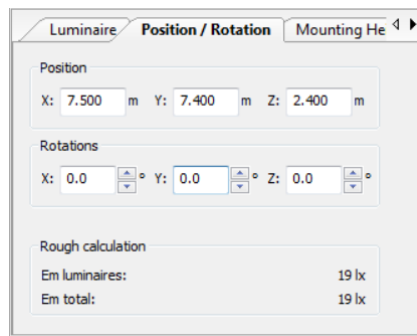 Luminaire Position / Rotation Mounting He
Position
X: 7.500 m Y: 7.400 m Z: 2.400 m
Rotations
X: 0.0 ° Y: 0.0 ° Z: 0.0 °
Rough calculation
Em luminaires: 19 lx
Em total: 19 lx